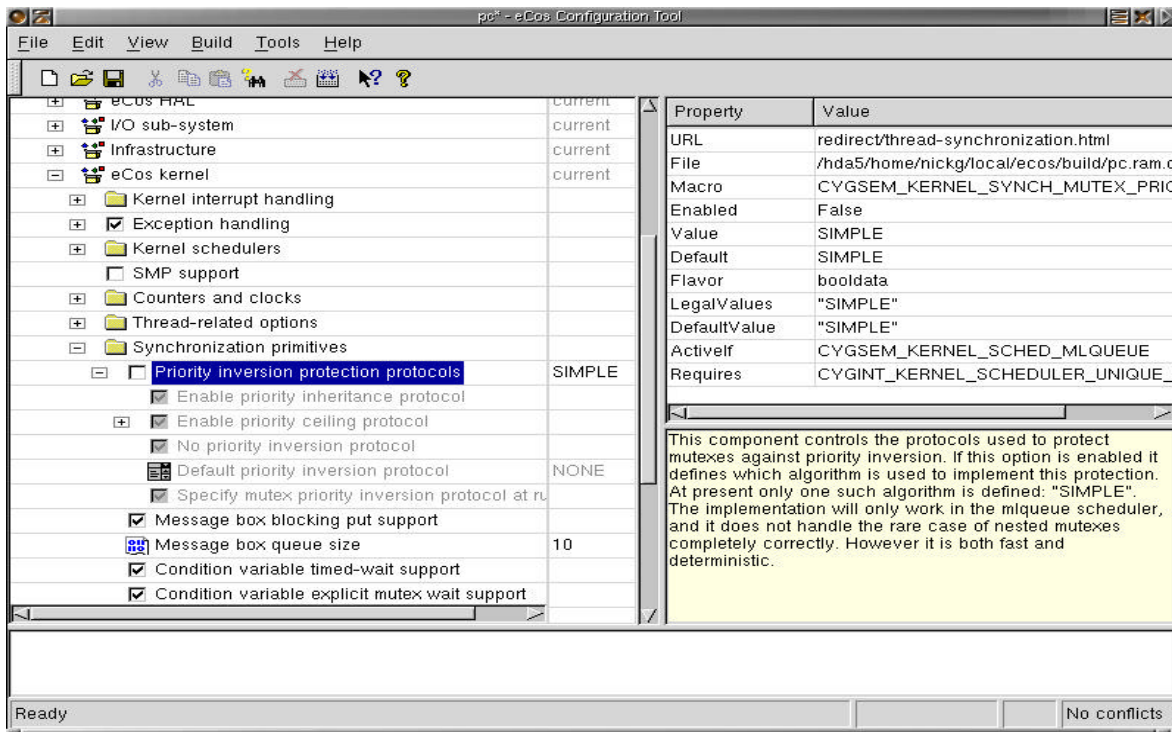 pc* - eCos Configuration Tool
File Edit View Build Tools Help
eCos HAL current
I/O sub-system current
Infrastructure current
eCos kernel current
Kernel interrupt handling
Exception handling
Kernel schedulers
SMP support
Counters and clocks
Thread-related options
Synchronization primitives
Priority inversion protection protocols SIMPLE
Enable priority inheritance protocol
Enable priority ceiling protocol
No priority inversion protocol
Default priority inversion protocol NONE
Specify mutex priority inversion protocol at ru
Message box blocking put support
Message box queue size 10
Condition variable timed-wait support
Condition variable explicit mutex wait support
Property Value
URL redirect/thread-synchronization.html
File /hda5/home/nickg/local/ecos/build/pc.ram.c
Macro CYGSEM_KERNEL_SYNCH_MUTEX_PRIO
Enabled False
Value SIMPLE
Default SIMPLE
Flavor booldata
LegalValues "SIMPLE"
DefaultValue "SIMPLE"
ActiveIf CYGSEM_KERNEL_SCHED_MLQUEUE
Requires CYGINT_KERNEL_SCHEDULER_UNIQUE_
This component controls the protocols used to protect
mutexes against priority inversion. If this option is enabled it
defines which algorithm is used to implement this protection.
At present only one such algorithm is defined: "SIMPLE".
The implementation will only work in the mlqueue scheduler,
and it does not handle the rare case of nested mutexes
completely correctly. However it is both fast and
deterministic.
Ready No conflicts